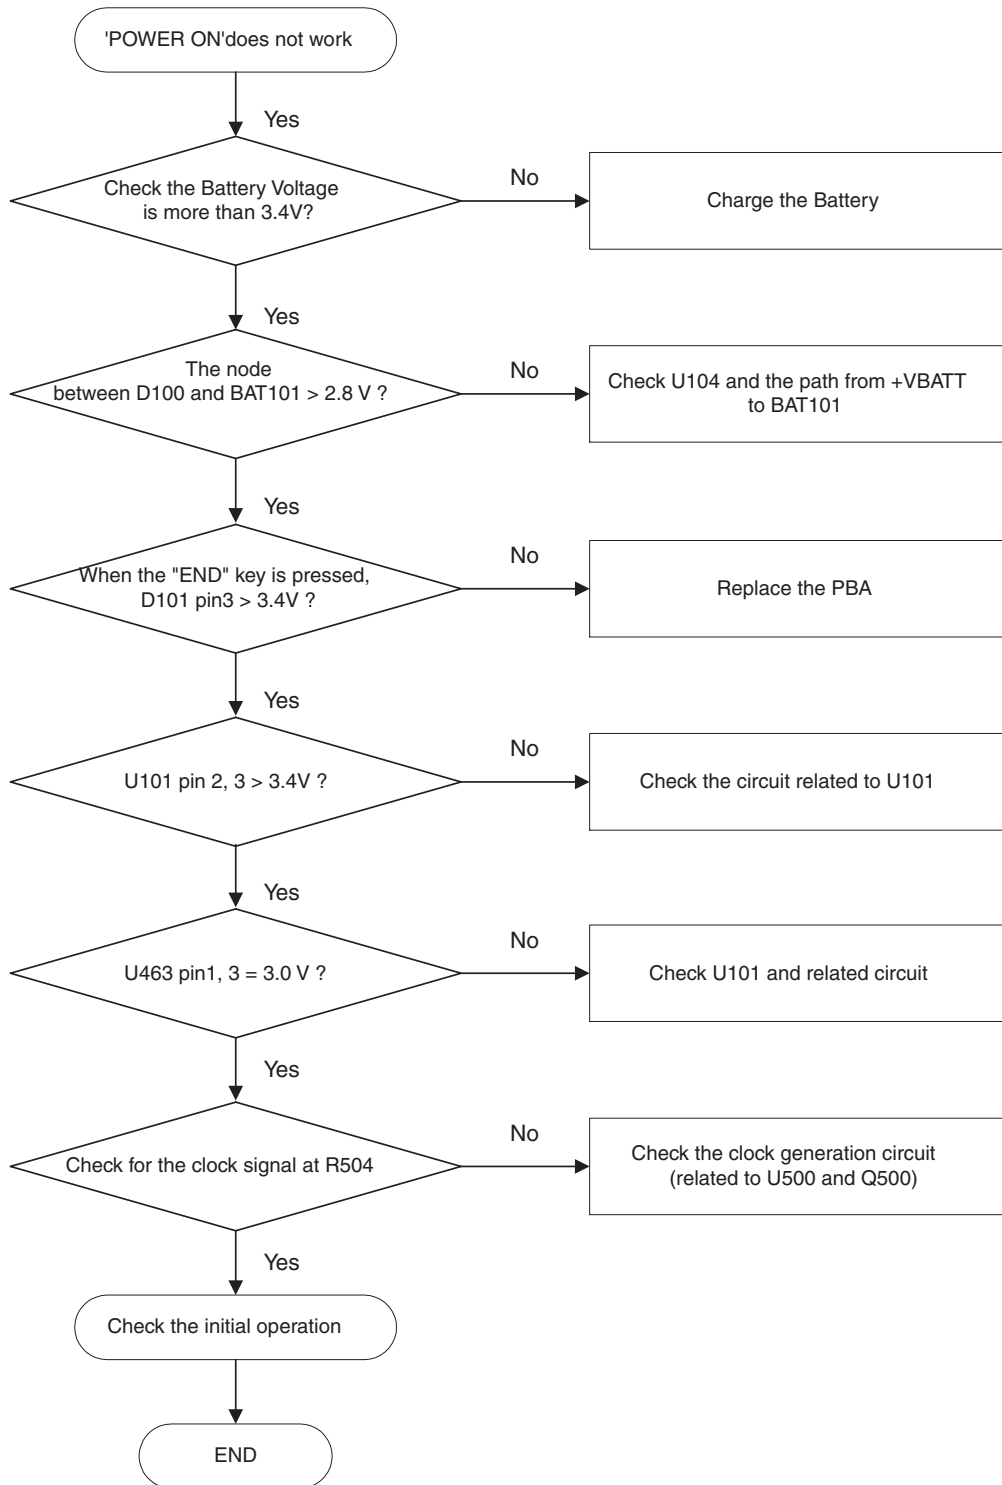 'POWER ON'does not work
Yes
Check the Battery Voltage
is more than 3.4V?
No
Charge the Battery
Yes
The node
between D100 and BAT101 > 2.8 V ?
No
Check U104 and the path from +VBATT
to BAT101
Yes
When the "END" key is pressed,
D101 pin3 > 3.4V ?
No
Replace the PBA
Yes
U101 pin 2, 3 > 3.4V ?
No
Check the circuit related to U101
Yes
U463 pin1, 3 = 3.0 V ?
No
Check U101 and related circuit
Yes
Check for the clock signal at R504
No
Check the clock generation circuit
(related to U500 and Q500)
Yes
Check the initial operation
END